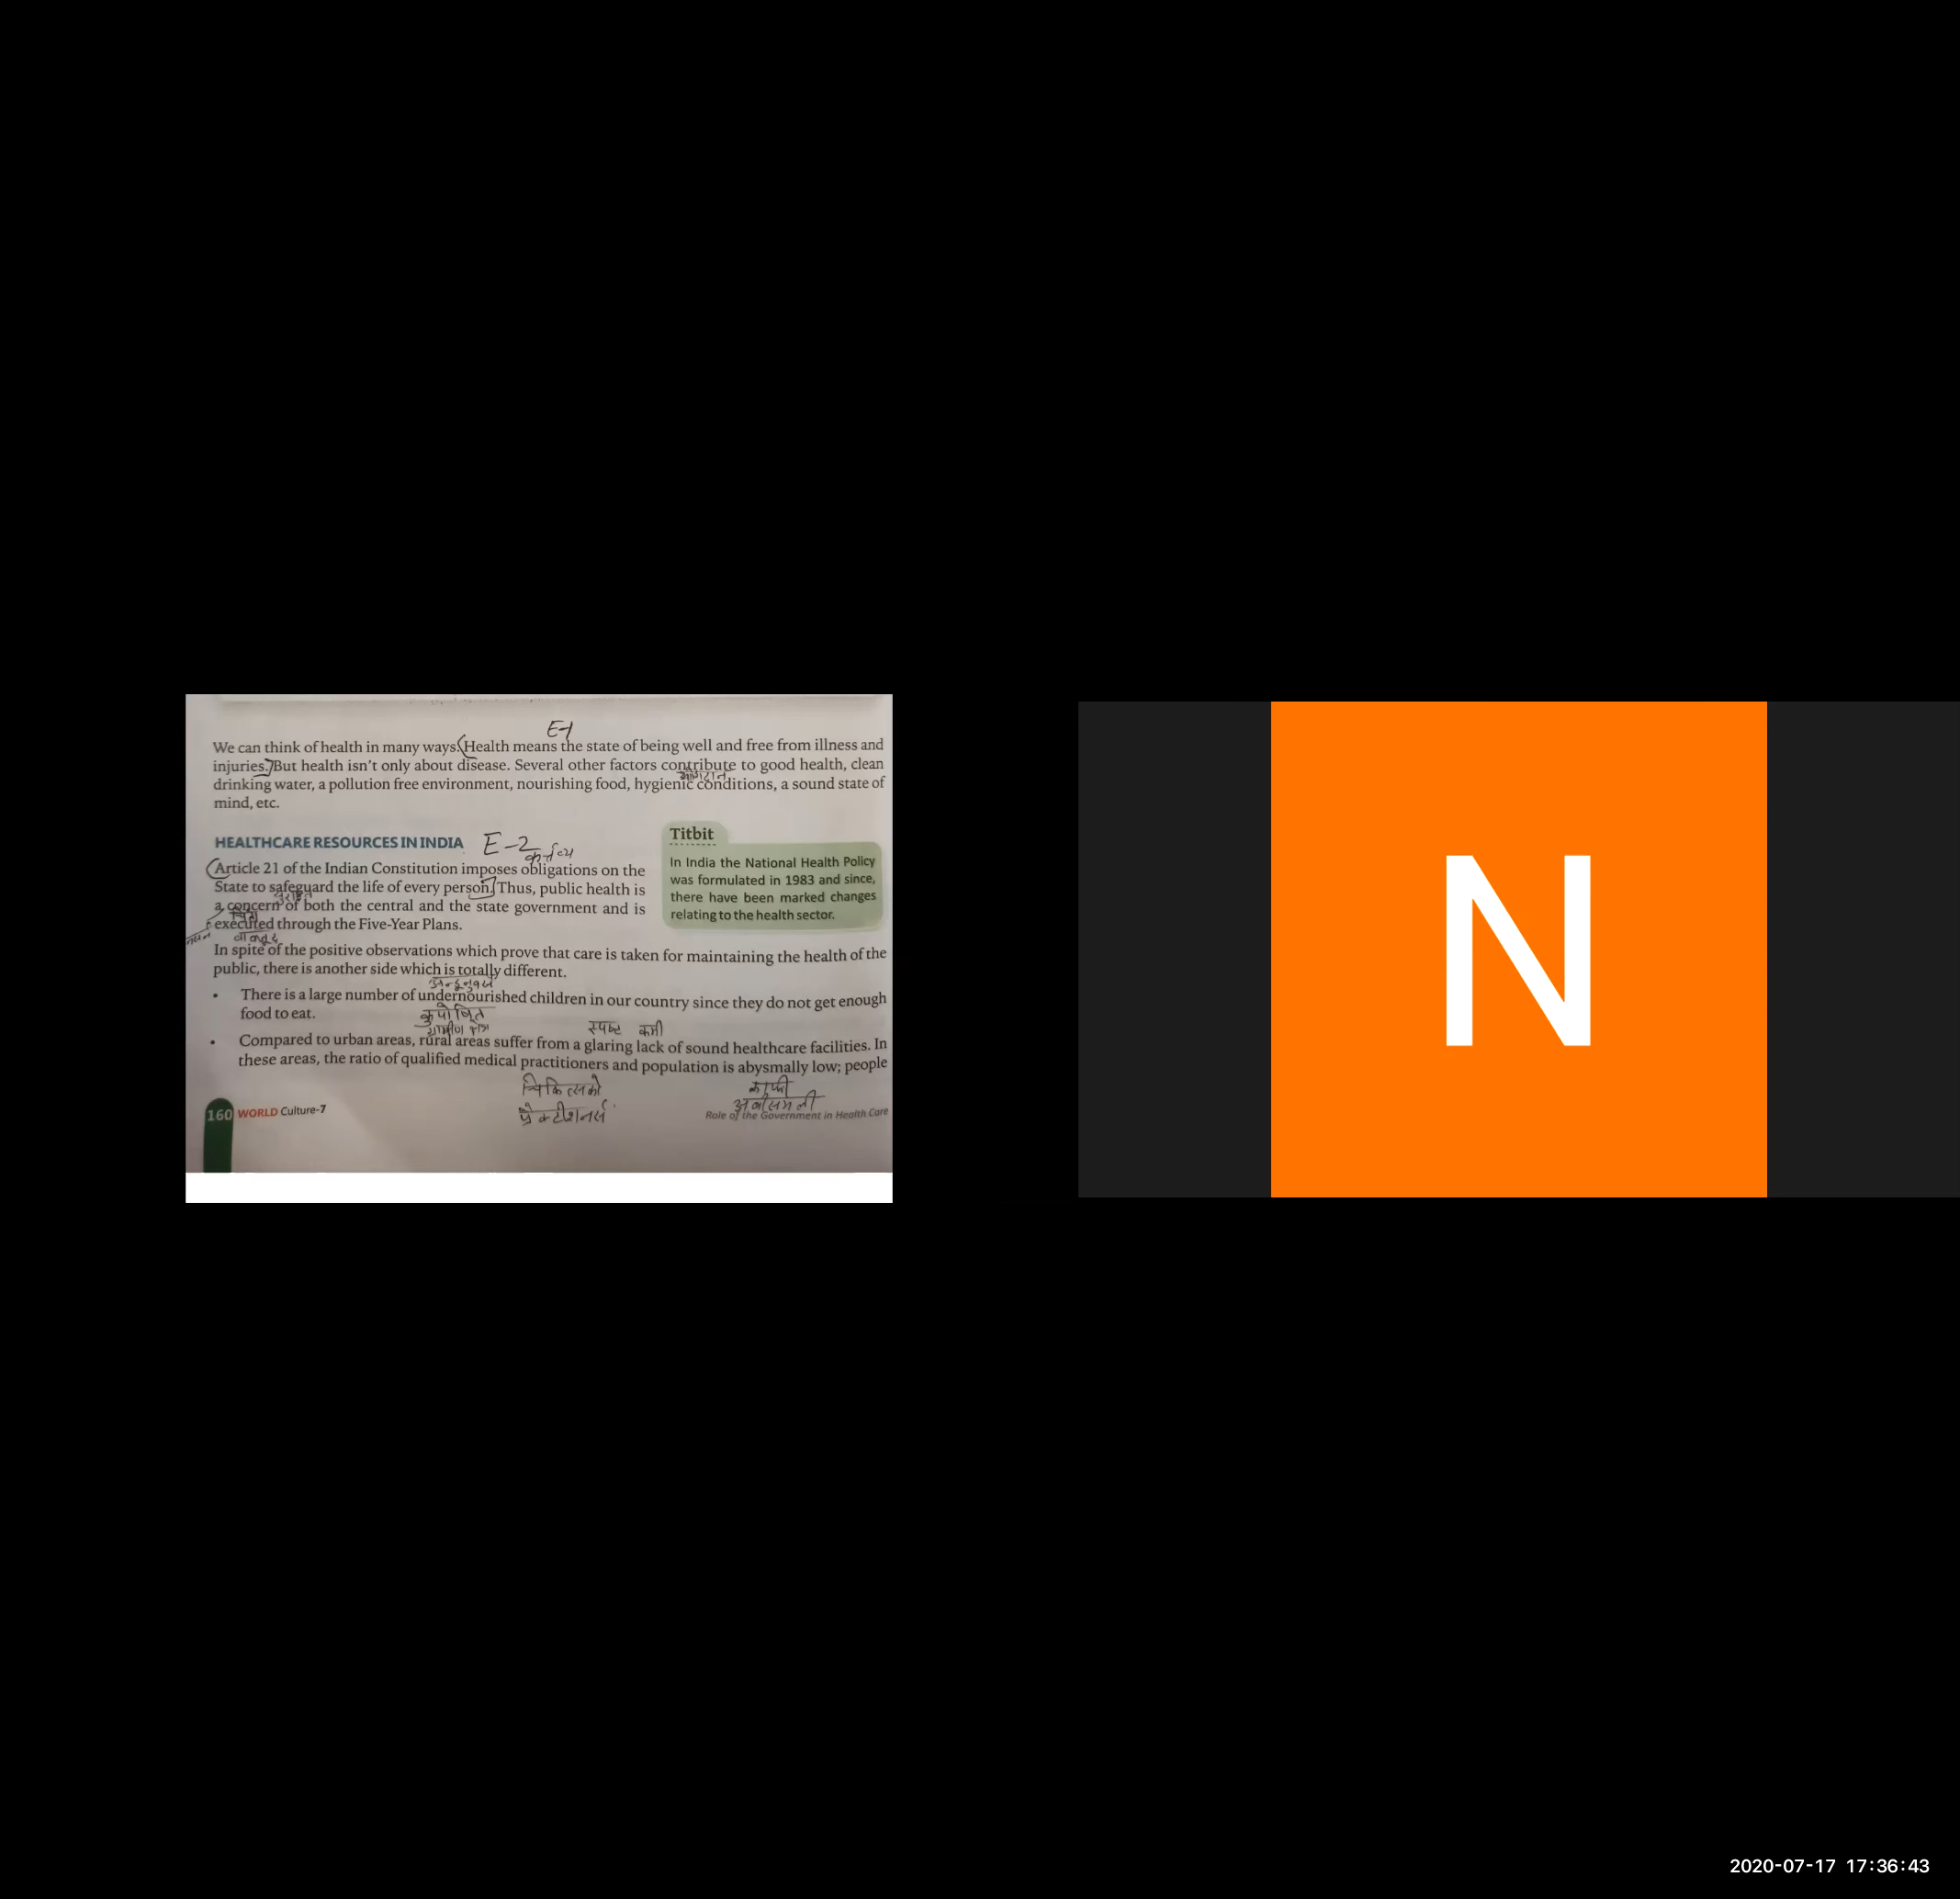 E-1
We can think of health in many ways. (Health means the state of being well and free from illness and
injuries.] But health isn't only about disease. Several other factors contribute to good health, clean
योगदान
drinking water, a pollution free environment, nourishing food, hygienic conditions, a sound state of
mind, etc.
HEALTHCARE RESOURCES IN INDIA E-2
कर्तव्य
(Article 21 of the Indian Constitution imposes obligations on the
State to safeguard the life of every person.] Thus, public health is
सुरक्षित
a concern of both the central and the state government and is
चिंता
executed through the Five-Year Plans.
Titbit
In India the National Health Policy
was formulated in 1983 and since,
there have been marked changes
relating to the health sector.
बावजूद
In spite of the positive observations which prove that care is taken for maintaining the health of the
public, there is another side which is totally different.
• There is a large number of undernourished children in our country since they do not get enough
food to eat.
कुपोषित
ग्रामीण क्षेत्र स्पष्ट कमी
• Compared to urban areas, rural areas suffer from a glaring lack of sound healthcare facilities. In
these areas, the ratio of qualified medical practitioners and population is abysmally low; people
चिकित्सको काफी
प्रेक्टीशनर्स अबीसमली
160 WORLD Culture-7
Role of the Government in Health Care
N
2020-07-17 17:36:43